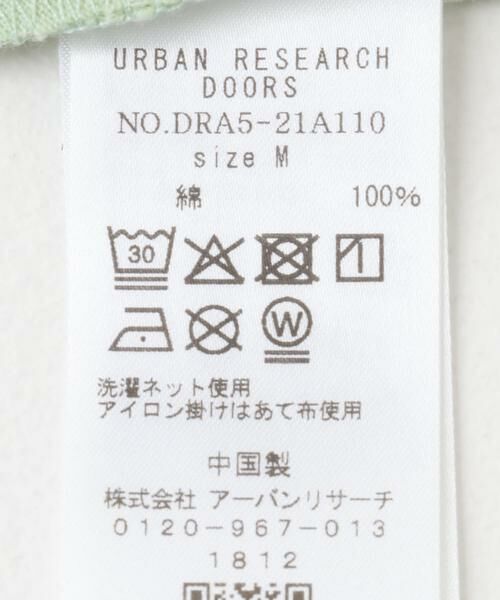 URBAN RESEARCH
DOORS
NO.DRA5-21A110
size M
綿 100%
30
W
洗濯ネット使用
アイロン掛けはあて布使用
中国製
株式会社 アーバンリサーチ
0120-967-013
1812